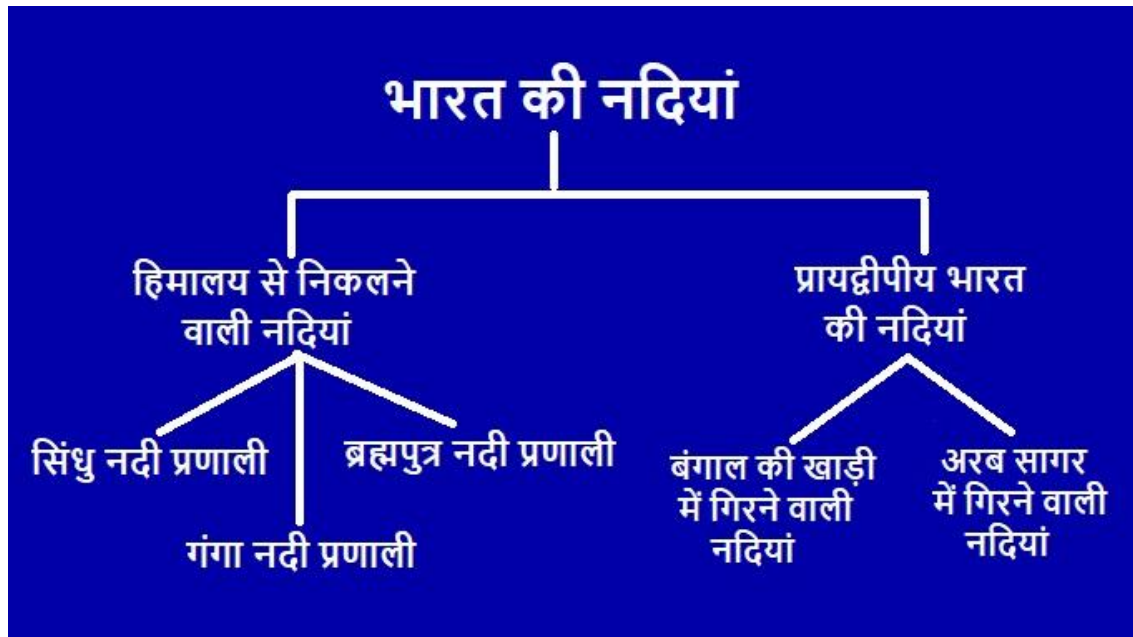 भारत की नदियां
हिमालय से निकलने
वाली नदियां
प्रायद्वीपीय भारत
की नदियां
सिंधु नदी प्रणाली
ब्रह्मपुत्र नदी प्रणाली
गंगा नदी प्रणाली
बंगाल की खाड़ी
में गिरने वाली
नदियां
अरब सागर
में गिरने वाली
नदियां